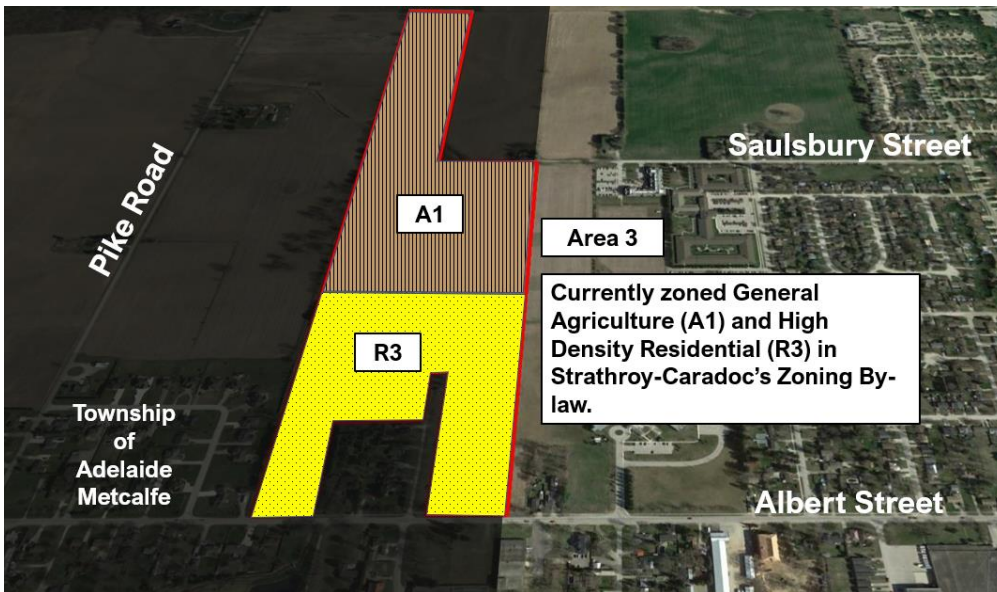 Saulsbury Street
Pike Road
A1
Area 3
Currently zoned General
Agriculture (A1) and High
Density Residential (R3) in
Strathroy-Caradoc's Zoning By-
law.
R3
Township
of
Adelaide
Metcalfe
Albert Street